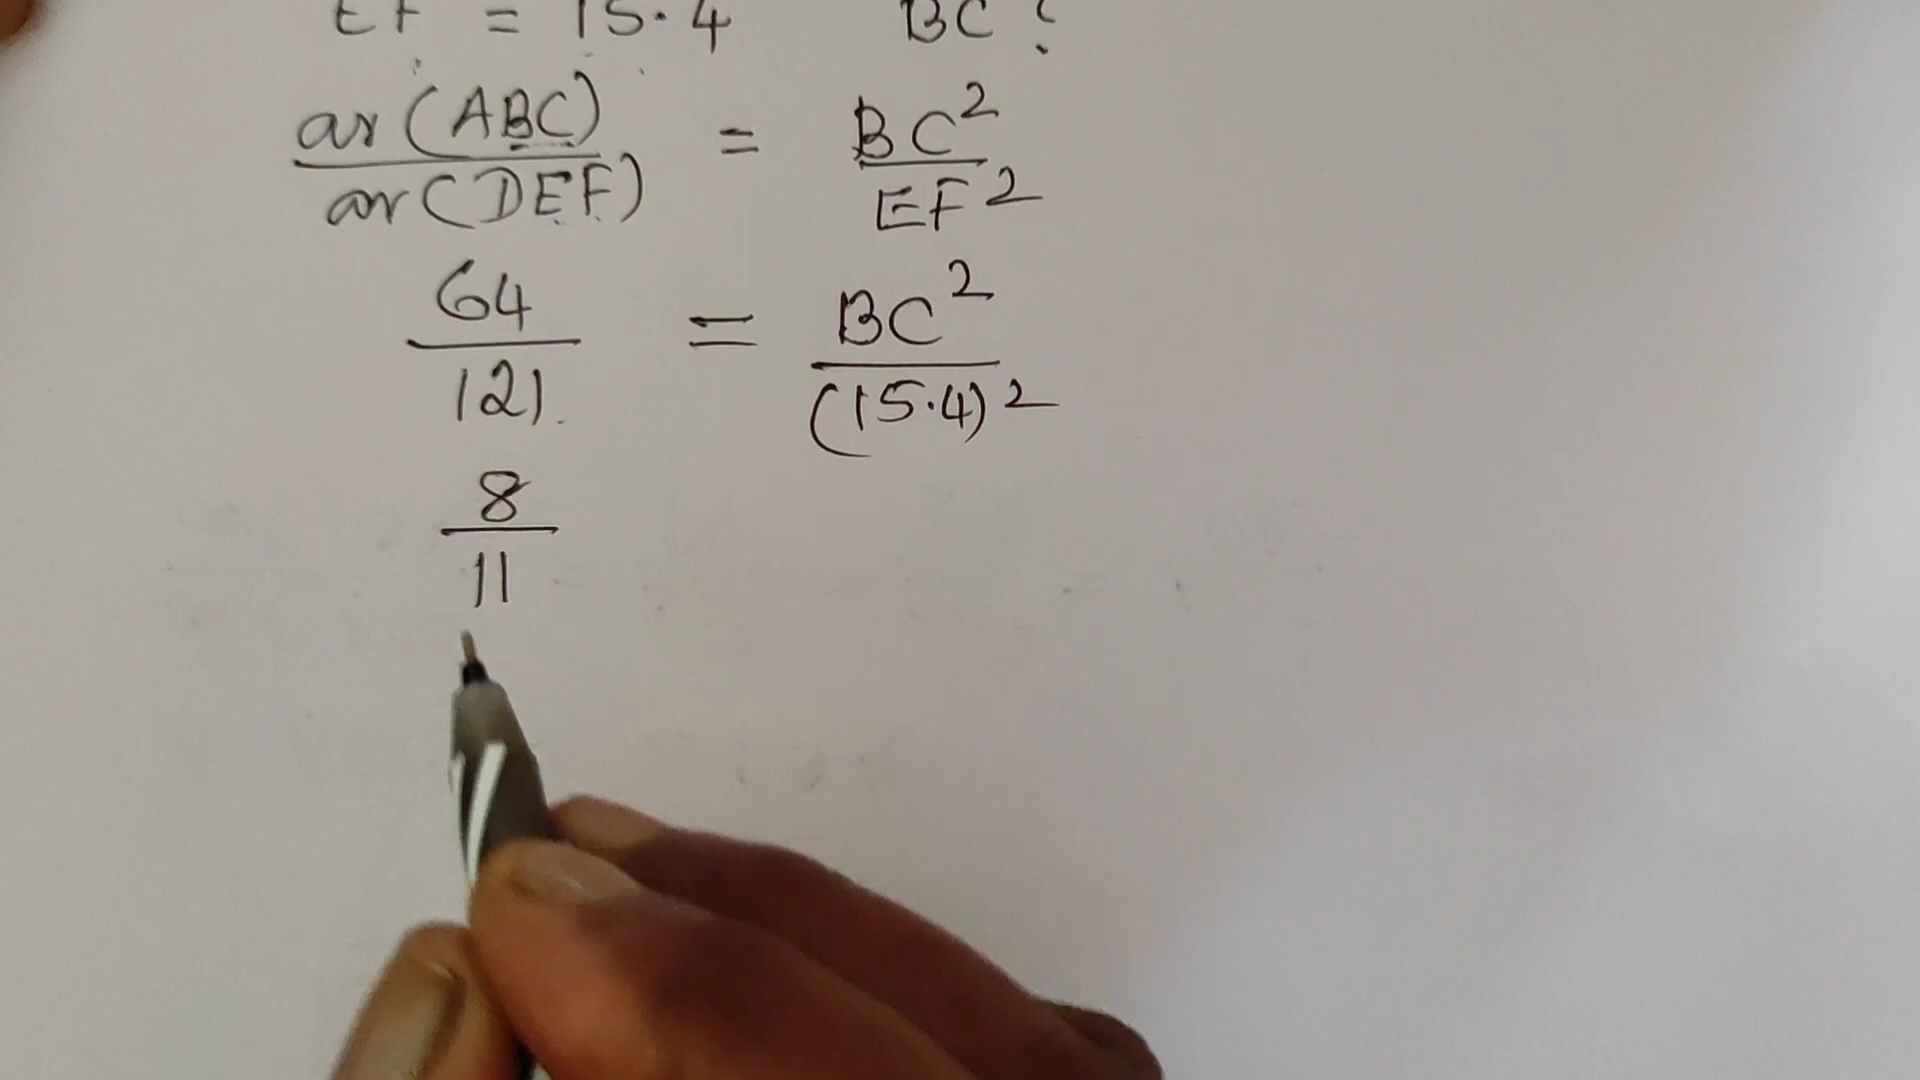 EF = 15.4 BC?
ar(ABC) = BC²
ar(DEF) EF²
64 = BC²
121. (15.4)²
8
11